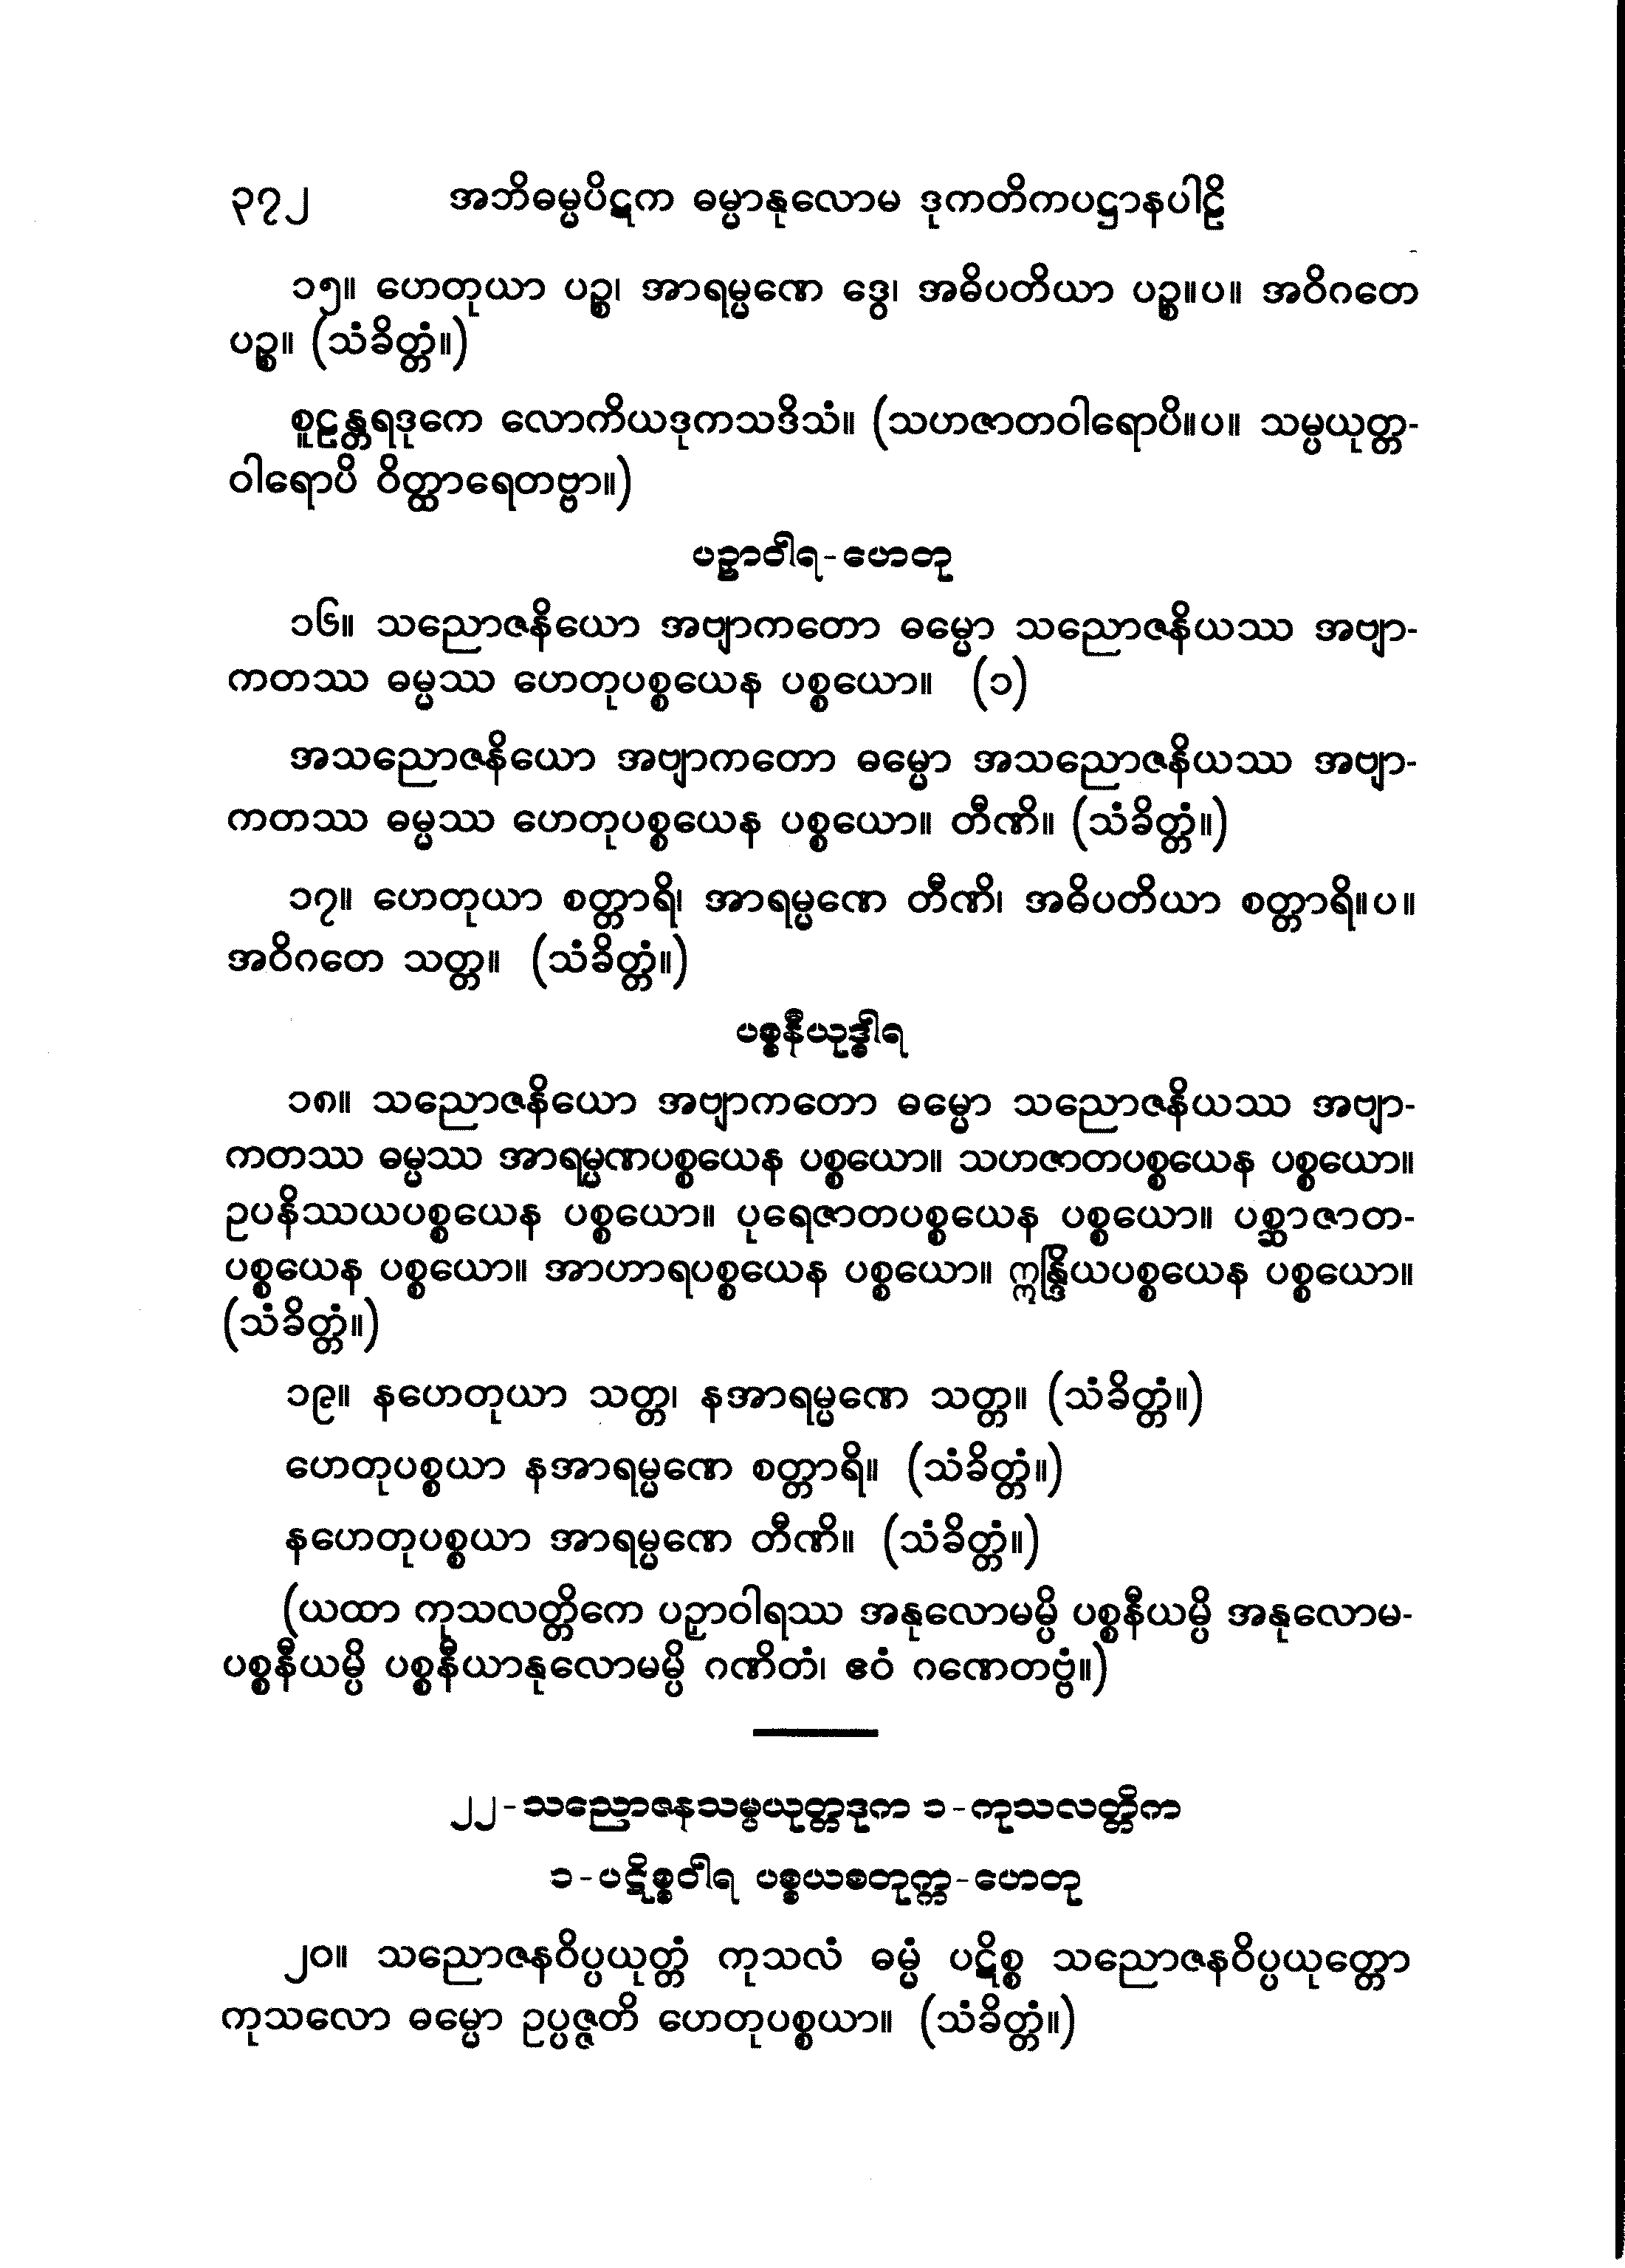 ၃၇၂ အဘိဓမ္မပိဋက ဓမ္မာနုလောမ ဒုကတိကပဋ္ဌာနပါဠိ
၁၅။ ဟေတုယာ ပဉ္စ၊ အာရမ္မဏေ ဒွေ၊ အဓိပတိယာ ပဉ္စ။ပ။ အဝိဂတေ
ပဉ္စ။ (သံခိတ္တံ။)
စူဠန္တရဒုကေ လောကိယဒုကသဒိသံ။ (သဟဇာတဝါရောပိ။ပ။ သမ္ပယုတ္တ-
ဝါရောပိ ဝိတ္ထာရေတဗ္ဗာ။)
ပဉှာဝါရ-ဟေတု
၁၆။ သညောဇနိယော အဗျာကတော ဓမ္မော သညောဇနိယဿ အဗျာ-
ကတဿ ဓမ္မဿ ဟေတုပစ္စယေန ပစ္စယော။ (၁)
အသညောဇနိယော အဗျာကတော ဓမ္မော အသညောဇနိယဿ အဗျာ-
ကတဿ ဓမ္မဿ ဟေတုပစ္စယေန ပစ္စယော။ တီဏိ။ (သံခိတ္တံ။)
၁၇။ ဟေတုယာ စတ္တာရိ၊ အာရမ္မဏေ တီဏိ၊ အဓိပတိယာ စတ္တာရိ။ပ။
အဝိဂတေ သတ္တ။ (သံခိတ္တံ။)
ပစ္စနီယုဒ္ဓါရ
၁၈။ သညောဇနိယော အဗျာကတော ဓမ္မော သညောဇနိယဿ အဗျာ-
ကတဿ ဓမ္မဿ အာရမ္မဏပစ္စယေန ပစ္စယော။ သဟဇာတပစ္စယေန ပစ္စယော။
ဥပနိဿယပစ္စယေန ပစ္စယော။ ပုရေဇာတပစ္စယေန ပစ္စယော။ ပစ္ဆာဇာတ-
ပစ္စယေန ပစ္စယော။ အာဟာရပစ္စယေန ပစ္စယော။ ဣန္ဒြိယပစ္စယေန ပစ္စယော။
(သံခိတ္တံ။)
၁၉။ နဟေတုယာ သတ္တ၊ နအာရမ္မဏေ သတ္တ။ (သံခိတ္တံ။)
ဟေတုပစ္စယာ နအာရမ္မဏေ စတ္တာရိ။ (သံခိတ္တံ။)
နဟေတုပစ္စယာ အာရမ္မဏေ တီဏိ။ (သံခိတ္တံ။)
(ယထာ ကုသလတ္တိကေ ပဉှာဝါရဿ အနုလောမမ္ပိ ပစ္စနီယမ္ပိ အနုလောမ-
ပစ္စနီယမ္ပိ ပစ္စနီယာနုလောမမ္ပိ ဂဏိတံ၊ ဧဝံ ဂဏေတဗ္ဗံ။)
၂၂-သညောဇနသမ္ပယုတ္တဒုက ၁-ကုသလတ္တိက
၁-ပဋိစ္စဝါရ ပစ္စယစတုက္က-ဟေတု
၂၀။ သညောဇနဝိပ္ပယုတ္တံ ကုသလံ ဓမ္မံ ပဋိစ္စ သညောဇနဝိပ္ပယုတ္တော
ကုသလော ဓမ္မော ဥပ္ပဇ္ဇတိ ဟေတုပစ္စယာ။ (သံခိတ္တံ။)